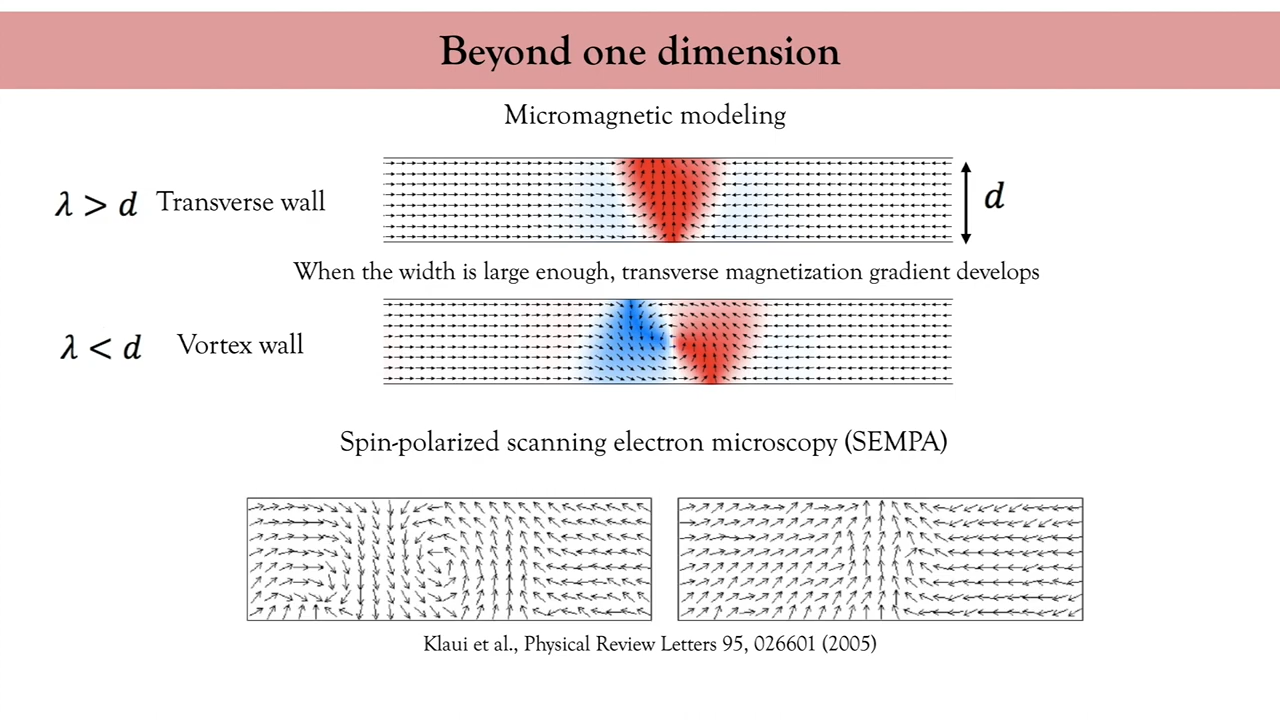 Beyond one dimension
Micromagnetic modeling
λ > d Transverse wall
d
When the width is large enough, transverse magnetization gradient develops
λ < d Vortex wall
Spin-polarized scanning electron microscopy (SEMPA)
Klaui et al., Physical Review Letters 95, 026601 (2005)